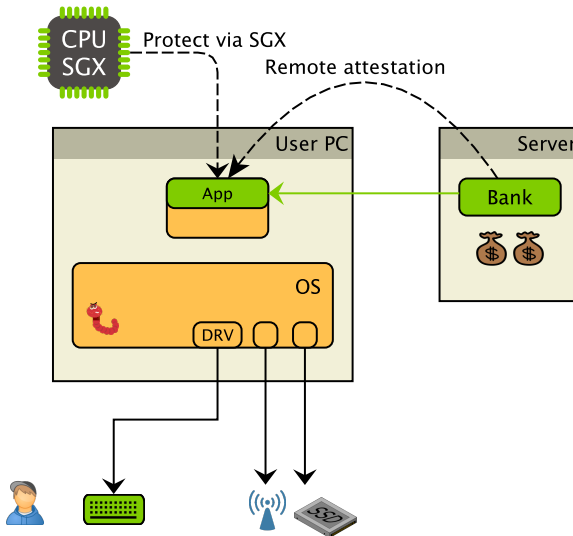 CPU
SGX
Protect via SGX
Remote attestation
User PC
Server
App
Bank
$ $
OS
DRV
SSD